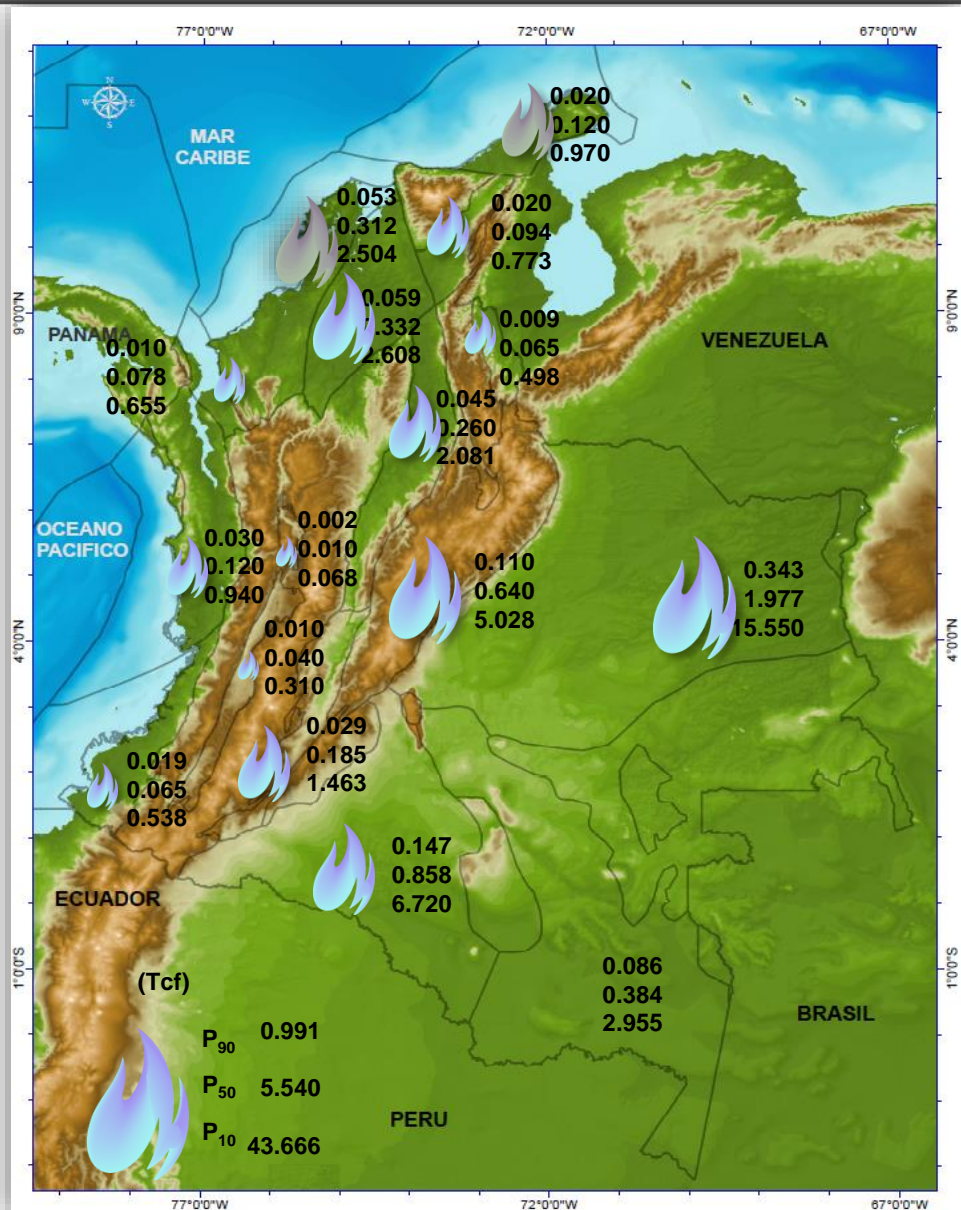 77°0'0"W
72°0'0"W
67°0'0"W
N
W E
S
MAR
CARIBE
0.020
0.120
0.970
0.053
0.312
2.504
0.020
0.094
0.773
9°0'0"N
9°0'0"N
0.059
.332
2.608
PANAMA
0.010
0.078
0.655
0.009
0.065
0.498
VENEZUELA
0.045
0.260
2.081
OCEANO
PACIFICO
0.030
0.120
0.940
0.002
0.010
0.068
0.110
0.640
5.028
0.343
1.977
15.550
4°0'0"N
4°0'0"N
0.010
0.040
0.310
0.029
0.185
1.463
0.019
0.065
0.538
0.147
0.858
6.720
ECUADOR
1°0'0"S
1°0'0"S
(Tcf)
0.086
0.384
2.955
BRASIL
P90 0.991
P50 5.540
P10 43.666
PERU
77°0'0"W
72°0'0"W
67°0'0"W